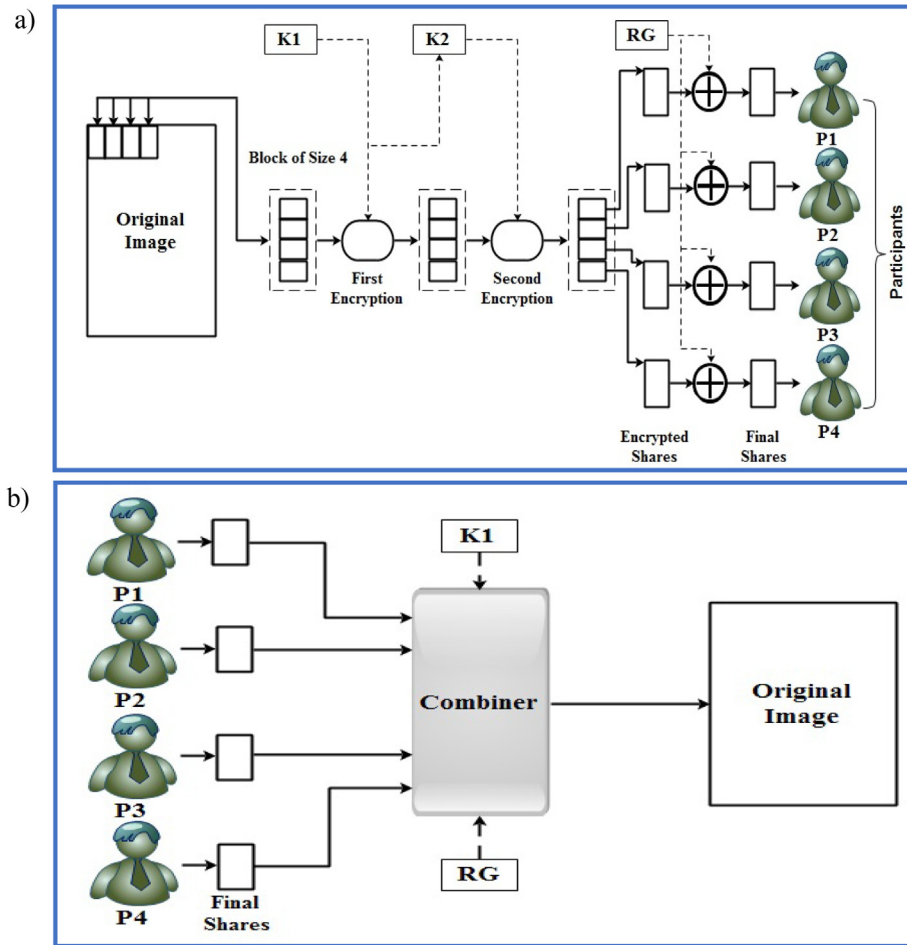 a)
K1
K2
RG
P1
Block of Size 4
Original
Image
P2
First
Encryption
Second
Encryption
P3
Participants
P4
Encrypted
Shares
Final
Shares
b)
P1
K1
P2
Combiner
Original
Image
P3
RG
P4
Final
Shares